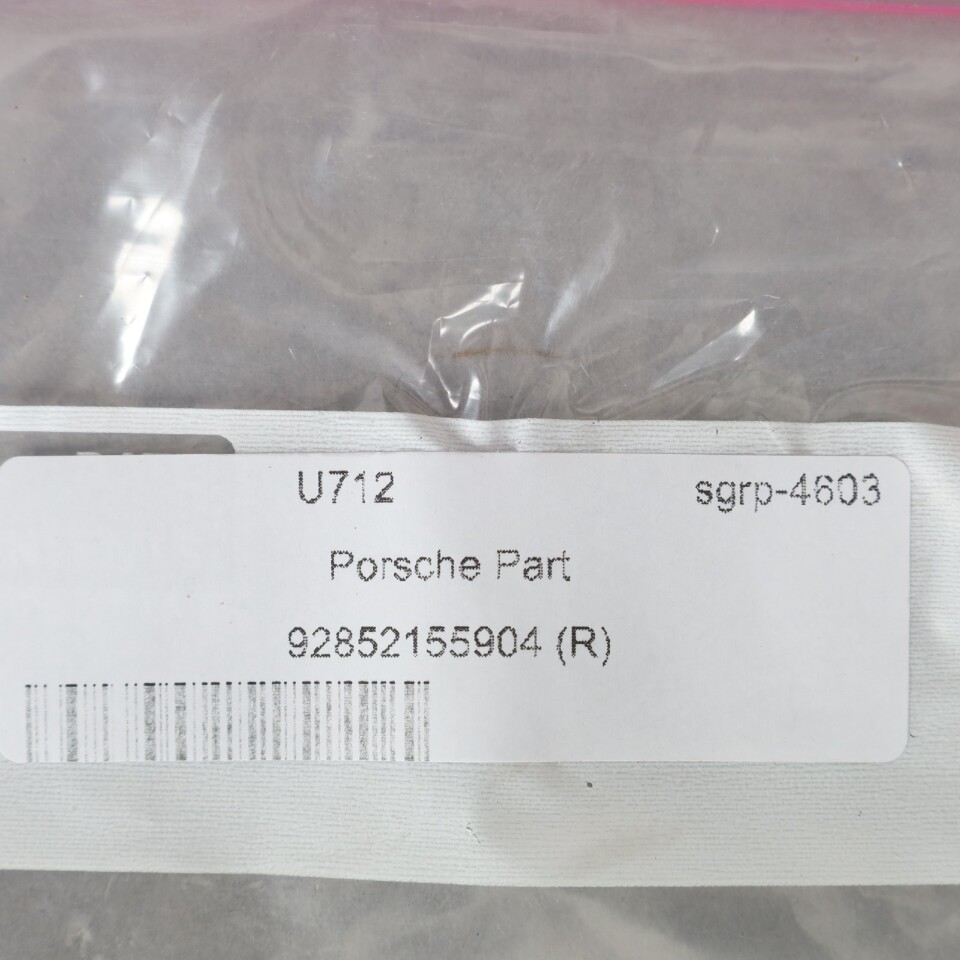 U712 sgrp-4603
Porsche Part
92852155904 (R)